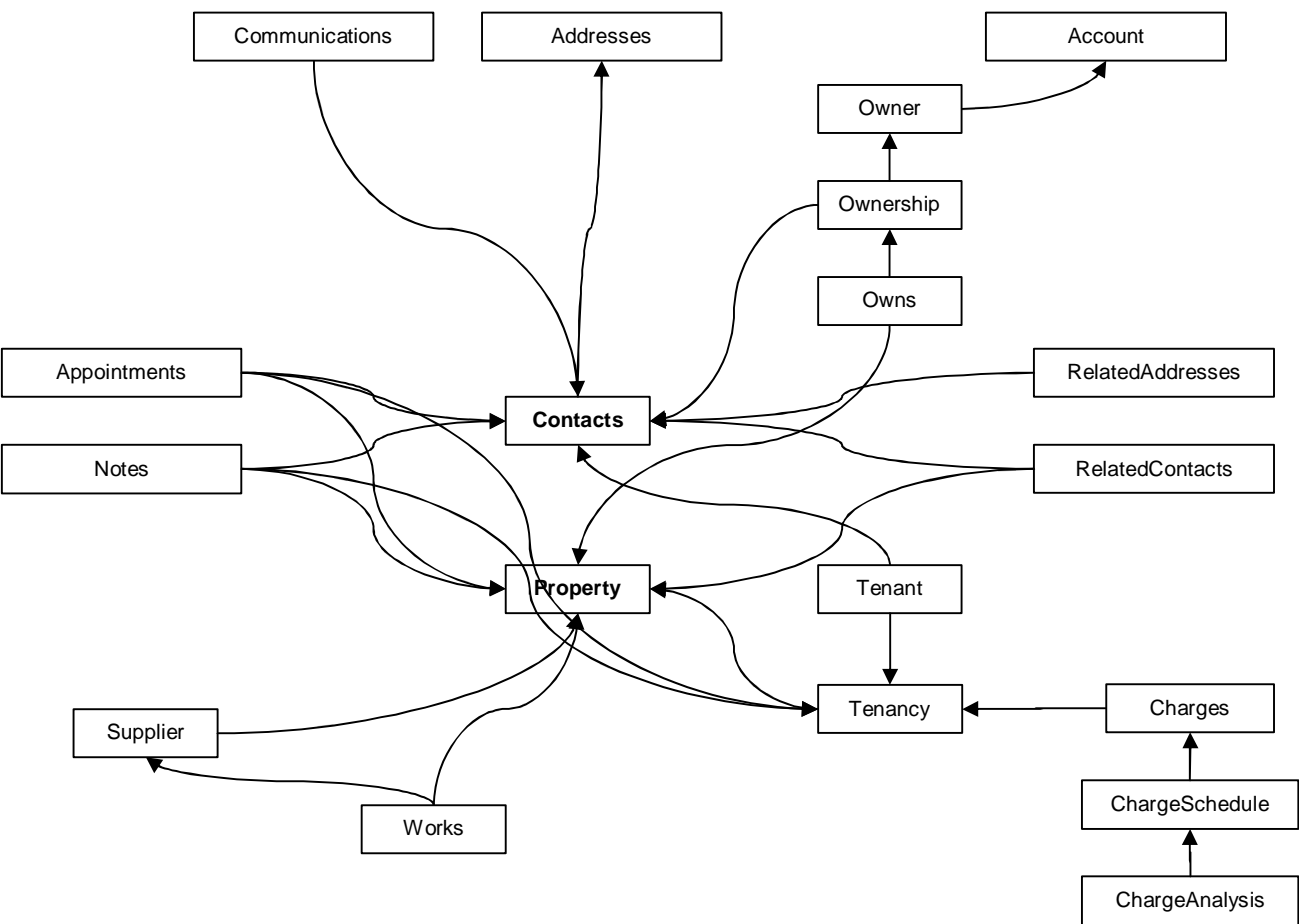 Communications
Addresses
Account
Owner
Ownership
Owns
Appointments
RelatedAddresses
Contacts
Notes
RelatedContacts
Property
Tenant
Tenancy
Charges
Supplier
ChargeSchedule
Works
ChargeAnalysis